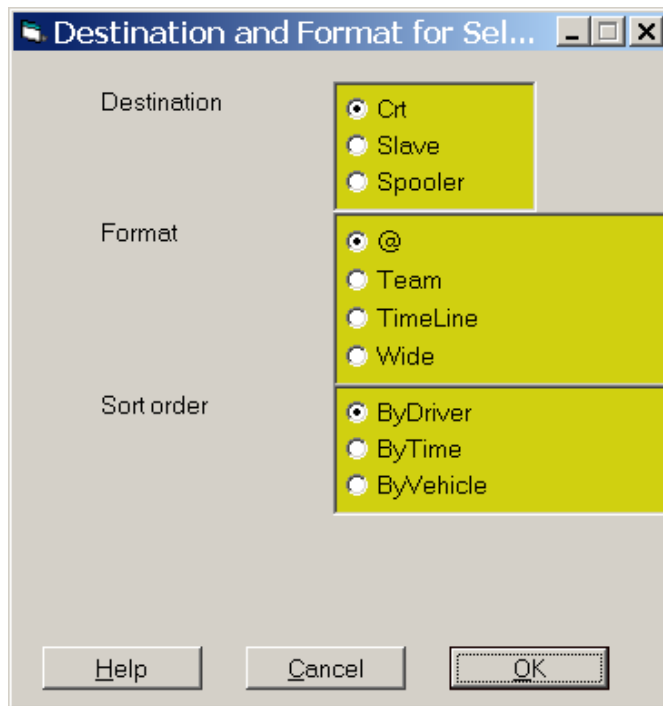 Destination and Format for Sel...
Destination
Crt
Slave
Spooler
Format
@
Team
TimeLine
Wide
Sort order
ByDriver
ByTime
ByVehicle
Help
Cancel
OK